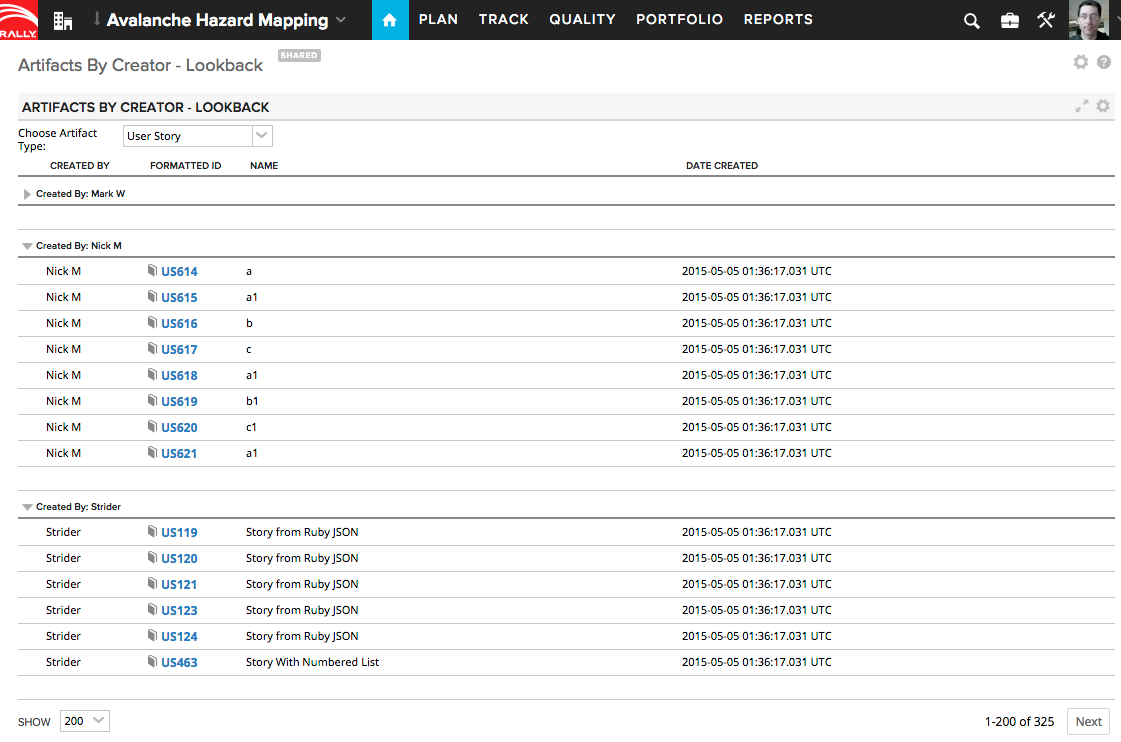 RALLY
Avalanche Hazard Mapping PLAN TRACK QUALITY PORTFOLIO REPORTS
Artifacts By Creator - Lookback SHARED
ARTIFACTS BY CREATOR - LOOKBACK
Choose Artifact Type: User Story
CREATED BY FORMATTED ID NAME DATE CREATED
Created By: Mark W
Created By: Nick M
Nick M US614 a 2015-05-05 01:36:17.031 UTC
Nick M US615 a1 2015-05-05 01:36:17.031 UTC
Nick M US616 b 2015-05-05 01:36:17.031 UTC
Nick M US617 c 2015-05-05 01:36:17.031 UTC
Nick M US618 a1 2015-05-05 01:36:17.031 UTC
Nick M US619 b1 2015-05-05 01:36:17.031 UTC
Nick M US620 c1 2015-05-05 01:36:17.031 UTC
Nick M US621 a1 2015-05-05 01:36:17.031 UTC
Created By: Strider
Strider US119 Story from Ruby JSON 2015-05-05 01:36:17.031 UTC
Strider US120 Story from Ruby JSON 2015-05-05 01:36:17.031 UTC
Strider US121 Story from Ruby JSON 2015-05-05 01:36:17.031 UTC
Strider US123 Story from Ruby JSON 2015-05-05 01:36:17.031 UTC
Strider US124 Story from Ruby JSON 2015-05-05 01:36:17.031 UTC
Strider US463 Story With Numbered List 2015-05-05 01:36:17.031 UTC
SHOW 200 1-200 of 325 Next